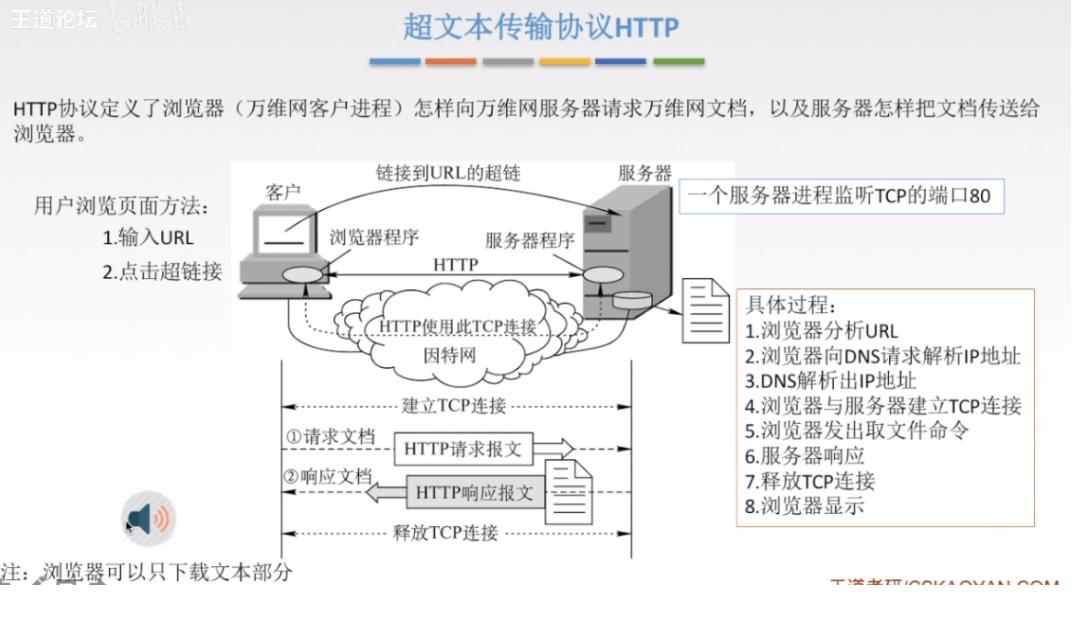 王道论坛 bilibili
超文本传输协议HTTP
HTTP协议定义了浏览器（万维网客户进程）怎样向万维网服务器请求万维网文档，以及服务器怎样把文档传送给
浏览器。
用户浏览页面方法：
1.输入URL
2.点击超链接
链接到URL的超链
客户
服务器
浏览器程序
服务器程序
HTTP
HTTP使用此TCP连接
因特网
建立TCP连接
①请求文档
HTTP请求报文
②响应文档
HTTP响应报文
释放TCP连接
一个服务器进程监听TCP的端口80
具体过程：
1.浏览器分析URL
2.浏览器向DNS请求解析IP地址
3.DNS解析出IP地址
4.浏览器与服务器建立TCP连接
5.浏览器发出取文件命令
6.服务器响应
7.释放TCP连接
8.浏览器显示
注：浏览器可以只下载文本部分
王道考研/CSKAOYAN.COM